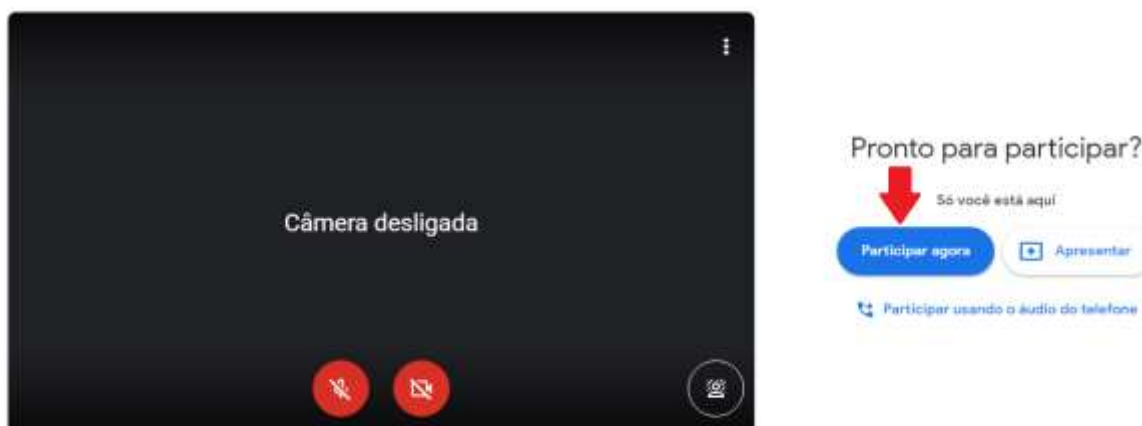 Câmera desligada
Pronto para participar?
Só você está aqui
Participar agora
Apresentar
Participar usando o áudio do telefone